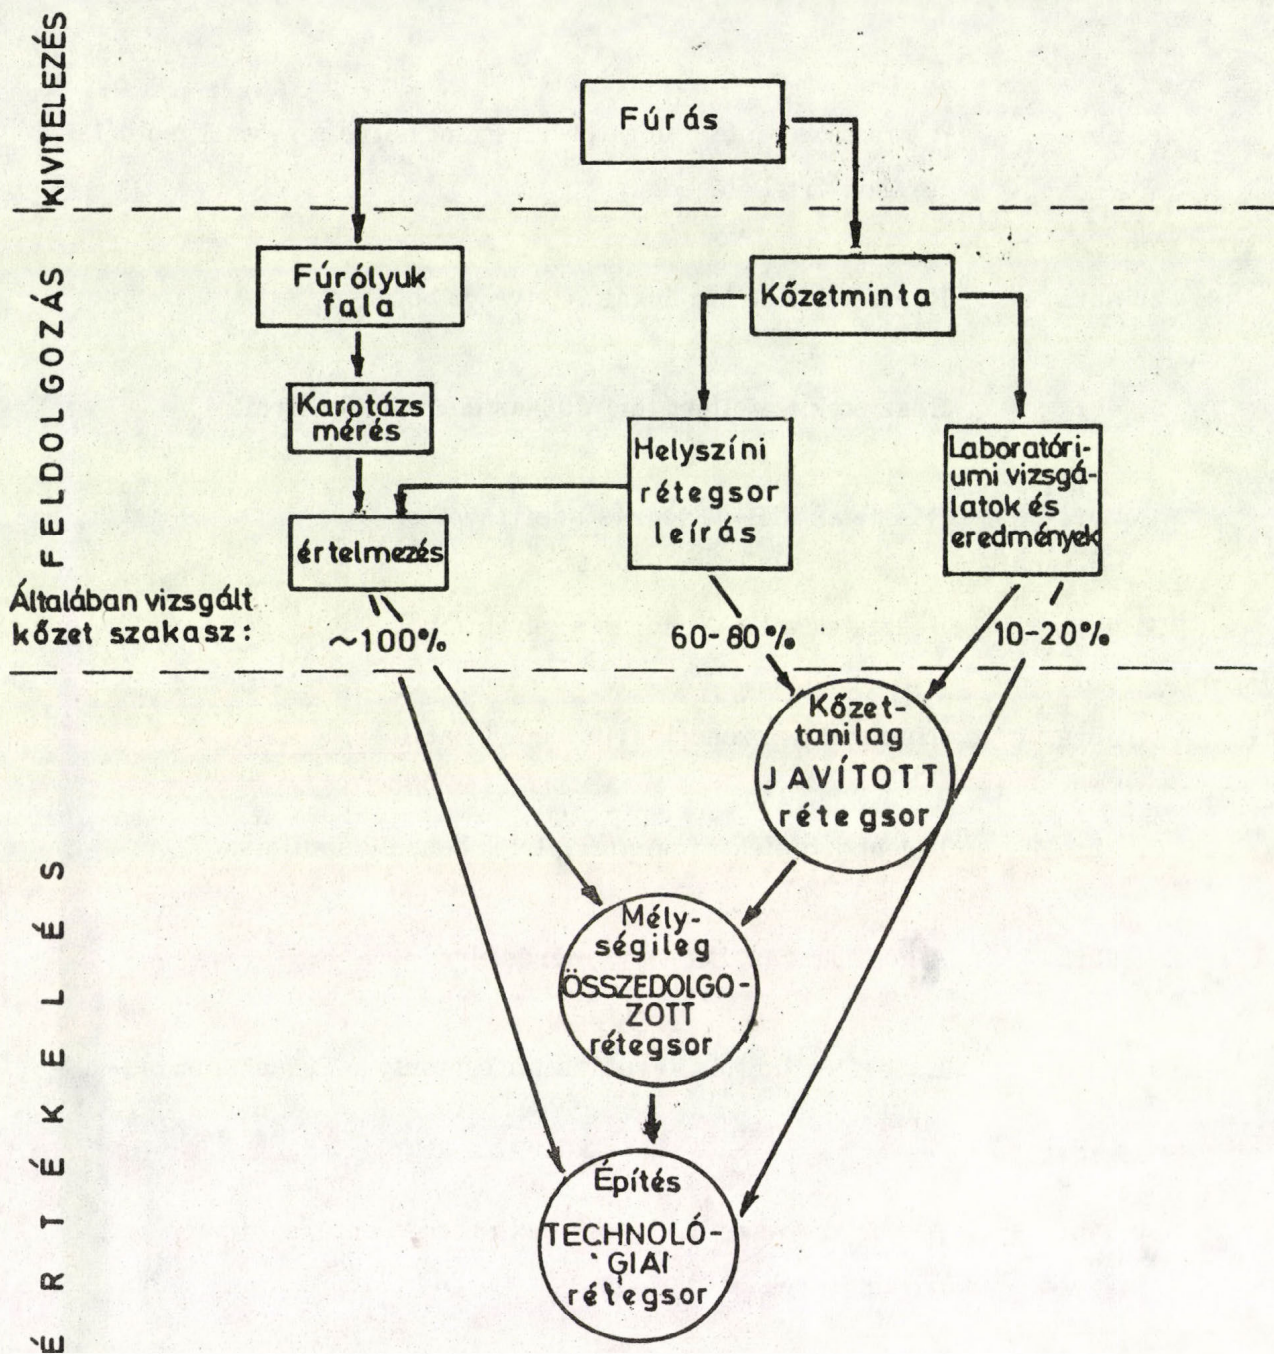 KIVITELEZÉS
Fúrás
FELDOLGOZÁS
Fúrólyuk
fala
Kőzetminta
Karotázs
mérés
Helyszíni
rétegsor
leírás
Laboratóri-
umi vizsgá-
latok és
eredmények
értelmezés
Általában vizsgált
kőzet szakasz:
~100%
60-80%
10-20%
ÉRTÉKELÉS
Kőzet-
tanilag
JAVÍTOTT
rétegsor
Mély-
ségileg
ÖSSZEDOLGO-
ZOTT
rétegsor
Építés
TECHNOLÓ-
GIAI
rétegsor